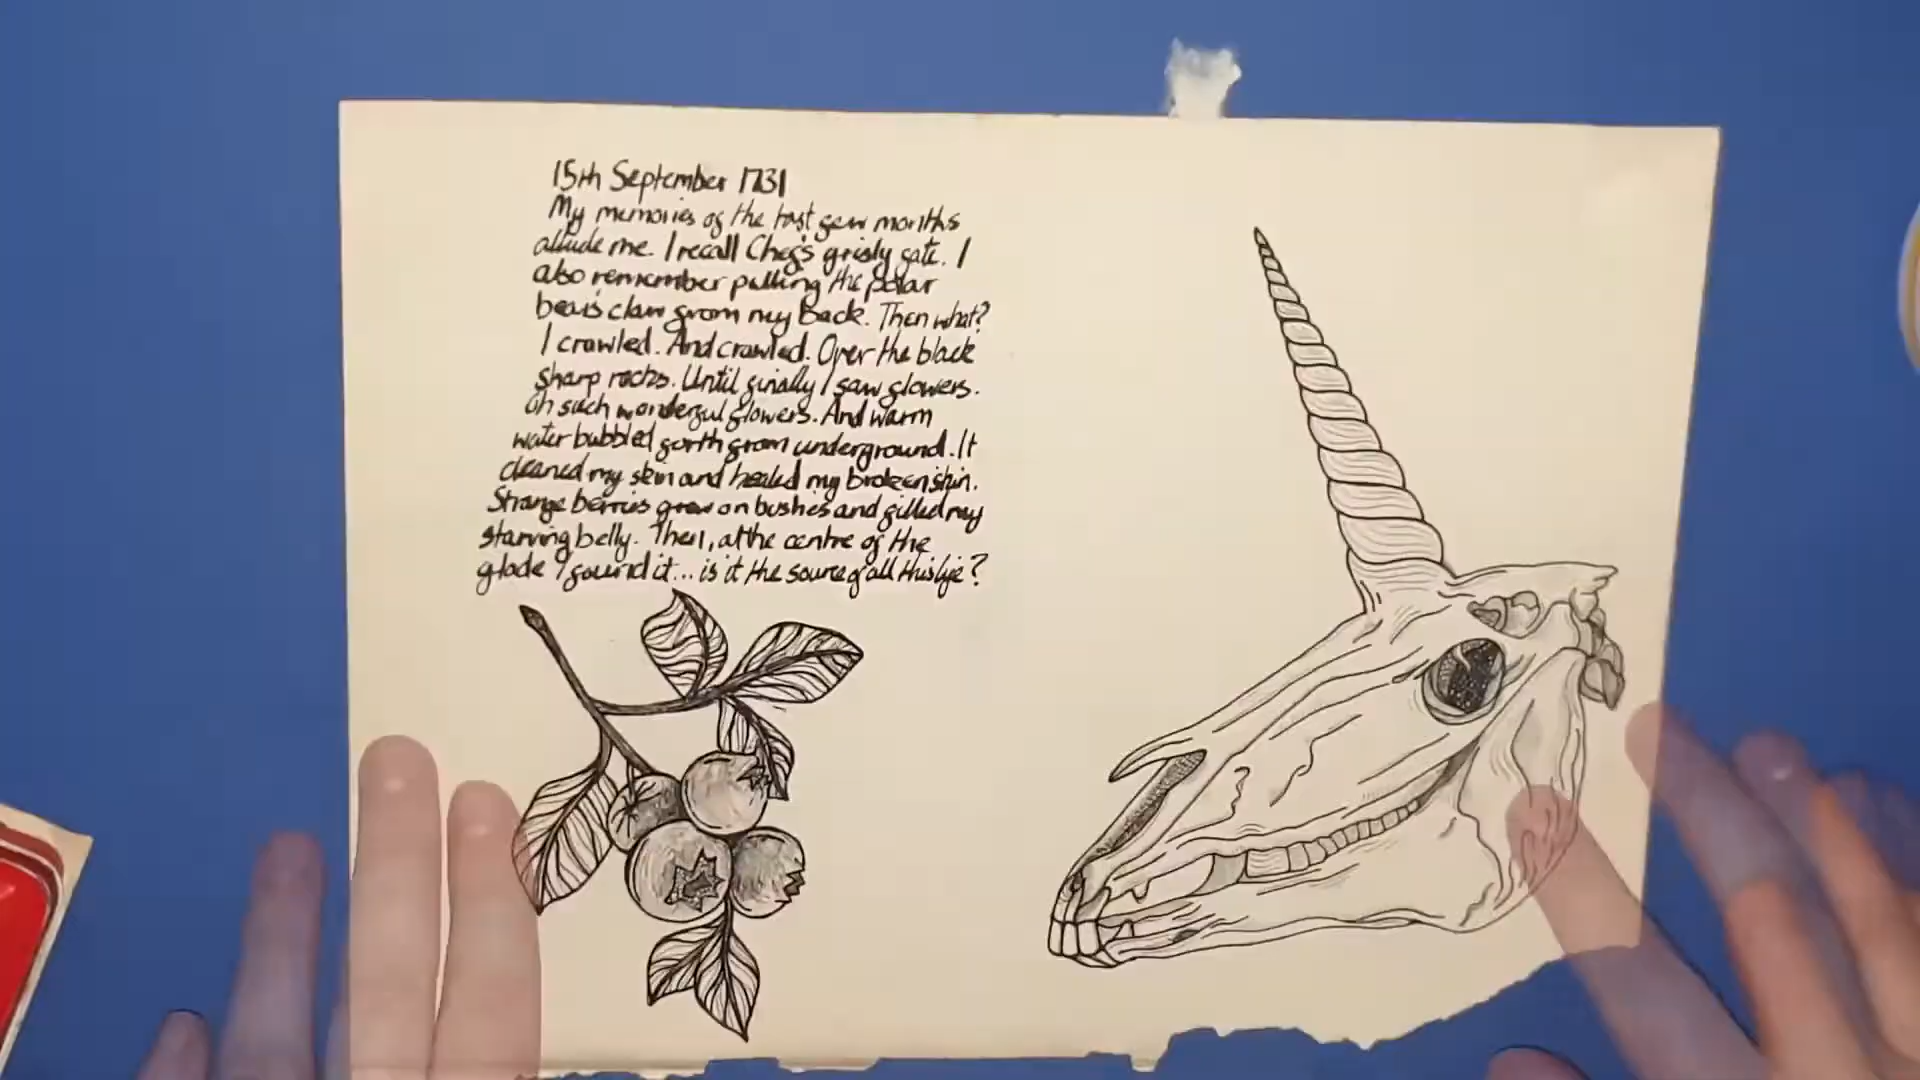 15th September 1731
My memories of the last few months
allude me. I recall Cheg's grisly fate. I
also remember pulling the polar
bear's claw from my back. Then what?
I crawled. And crawled. Over the black
sharp rocks. Until finally I saw flowers.
Oh such wonderful flowers. And warm
water bubbled forth from underground. It
cleaned my skin and healed my broken skin.
Strange berries grew on bushes and filled my
starving belly. Then, at the centre of the
glade I found it... is it the source of all this life?